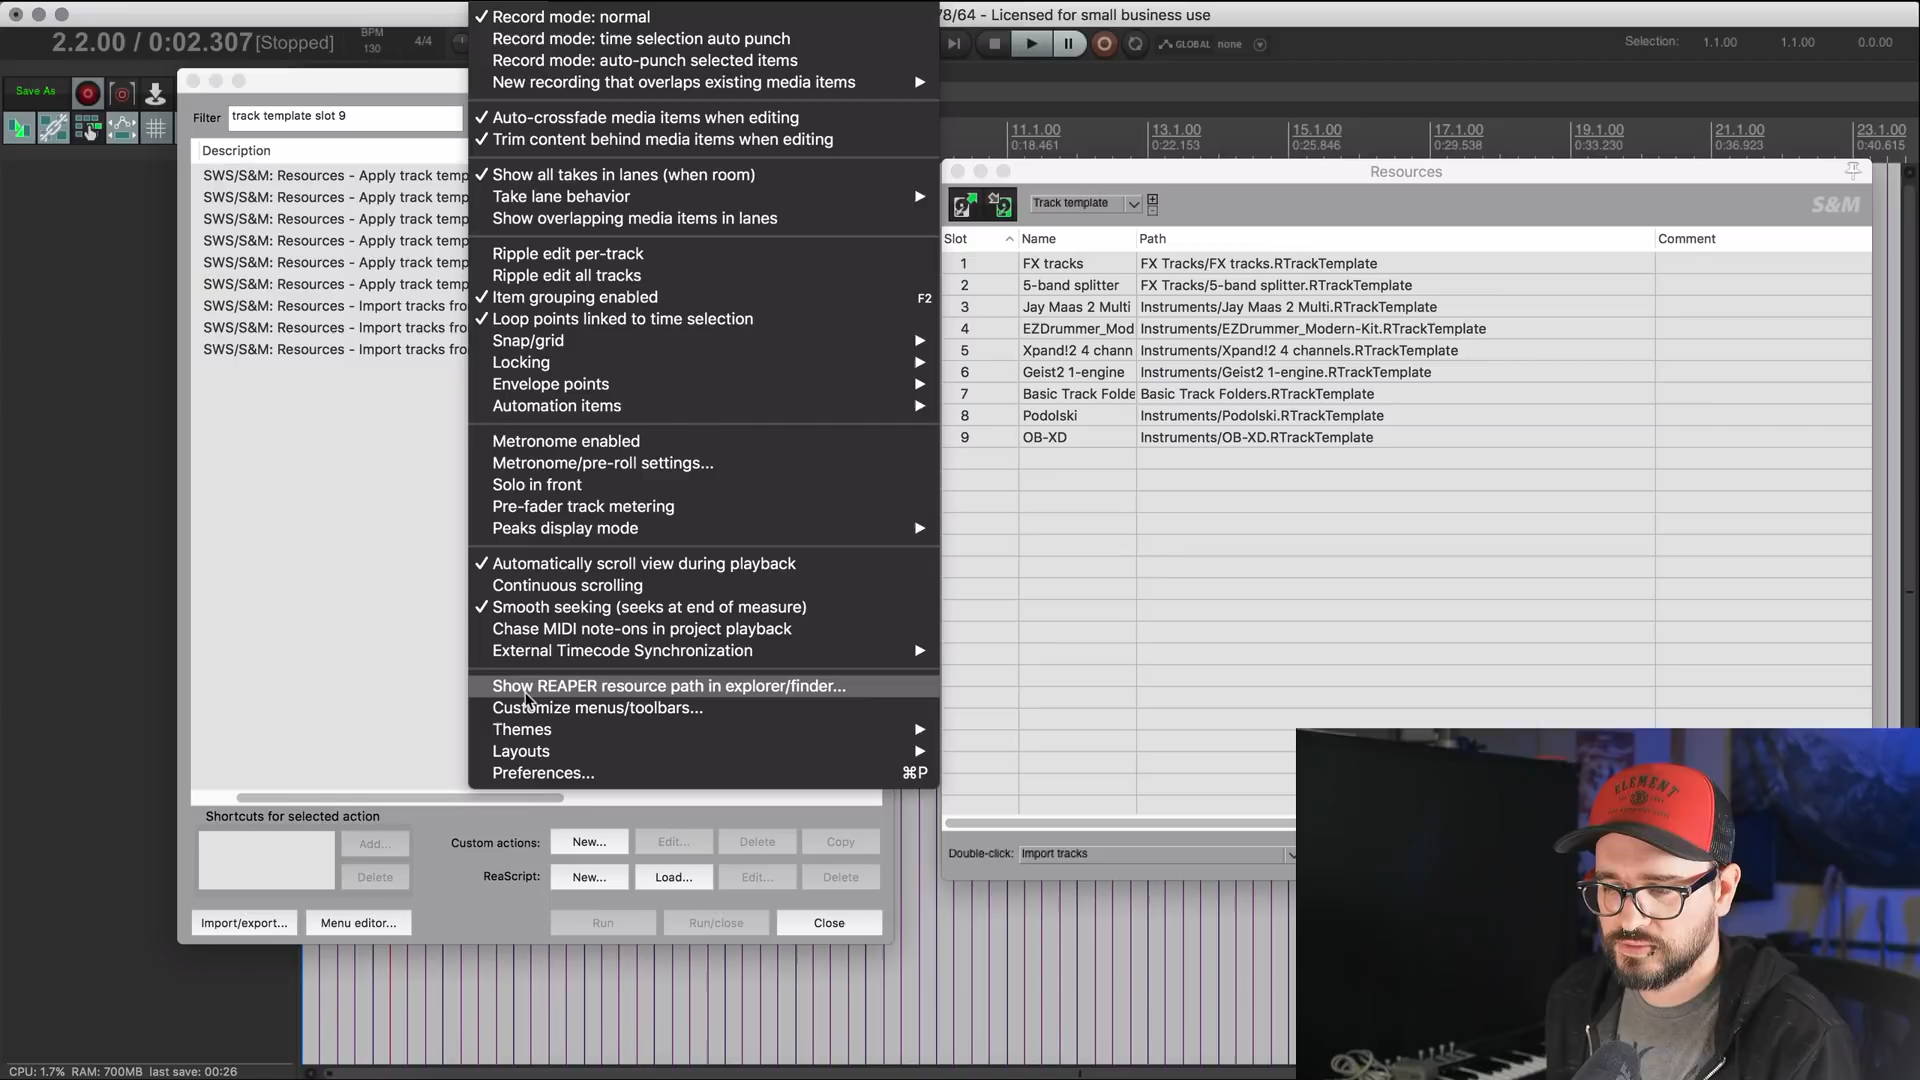 2.2.00 / 0:02.307 [Stopped]
BPM
130
4/4
78/64 - Licensed for small business use
GLOBAL none
Selection: 1.1.00 1.1.00 0.0.00
Save As
Filter track template slot 9
Description
SWS/S&M: Resources - Apply track temp
SWS/S&M: Resources - Apply track temp
SWS/S&M: Resources - Apply track temp
SWS/S&M: Resources - Apply track temp
SWS/S&M: Resources - Apply track temp
SWS/S&M: Resources - Apply track temp
SWS/S&M: Resources - Import tracks fro
SWS/S&M: Resources - Import tracks fro
SWS/S&M: Resources - Import tracks fro
Shortcuts for selected action
Add...
Delete
Custom actions: New... Edit... Delete Copy
ReaScript: New... Load... Edit... Delete
Import/export... Menu editor... Run Run/close Close
✓ Record mode: normal
Record mode: time selection auto punch
Record mode: auto-punch selected items
New recording that overlaps existing media items
✓ Auto-crossfade media items when editing
✓ Trim content behind media items when editing
✓ Show all takes in lanes (when room)
Take lane behavior
Show overlapping media items in lanes
Ripple edit per-track
Ripple edit all tracks
✓ Item grouping enabled F2
✓ Loop points linked to time selection
Snap/grid
Locking
Envelope points
Automation items
Metronome enabled
Metronome/pre-roll settings...
Solo in front
Pre-fader track metering
Peaks display mode
✓ Automatically scroll view during playback
Continuous scrolling
✓ Smooth seeking (seeks at end of measure)
Chase MIDI note-ons in project playback
External Timecode Synchronization
Show REAPER resource path in explorer/finder...
Customize menus/toolbars...
Themes
Layouts
Preferences... ⌘P
11.1.00 13.1.00 15.1.00 17.1.00 19.1.00 21.1.00 23.1.00
0:18.461 0:22.153 0:25.846 0:29.538 0:33.230 0:36.923 0:40.615
Resources
Track template
S&M
Slot Name Path Comment
1 FX tracks FX Tracks/FX tracks.RTrackTemplate
2 5-band splitter FX Tracks/5-band splitter.RTrackTemplate
3 Jay Maas 2 Multi Instruments/Jay Maas 2 Multi.RTrackTemplate
4 EZDrummer_Mod Instruments/EZDrummer_Modern-Kit.RTrackTemplate
5 Xpand!2 4 chann Instruments/Xpand!2 4 channels.RTrackTemplate
6 Geist2 1-engine Instruments/Geist2 1-engine.RTrackTemplate
7 Basic Track Folde Basic Track Folders.RTrackTemplate
8 Podolski Instruments/Podolski.RTrackTemplate
9 OB-XD Instruments/OB-XD.RTrackTemplate
Double-click: Import tracks
ELEMENT
CPU: 1.7% RAM: 700MB last save: 00:26